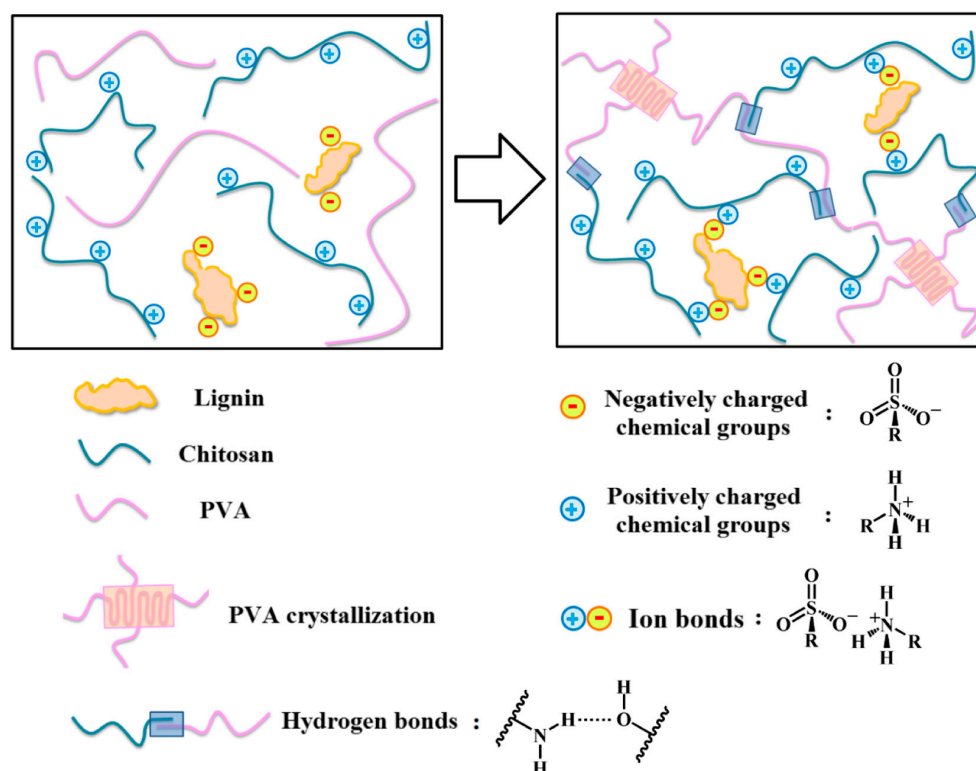 Lignin
Chitosan
PVA
PVA crystallization
Hydrogen bonds :
N
H
H
H
O
Negatively charged
chemical groups :
O
S
O
O−
R
Positively charged
chemical groups :
H
N+
R
H
H
Ion bonds :
O
S
O
O−
R
H
+N
H
H
R